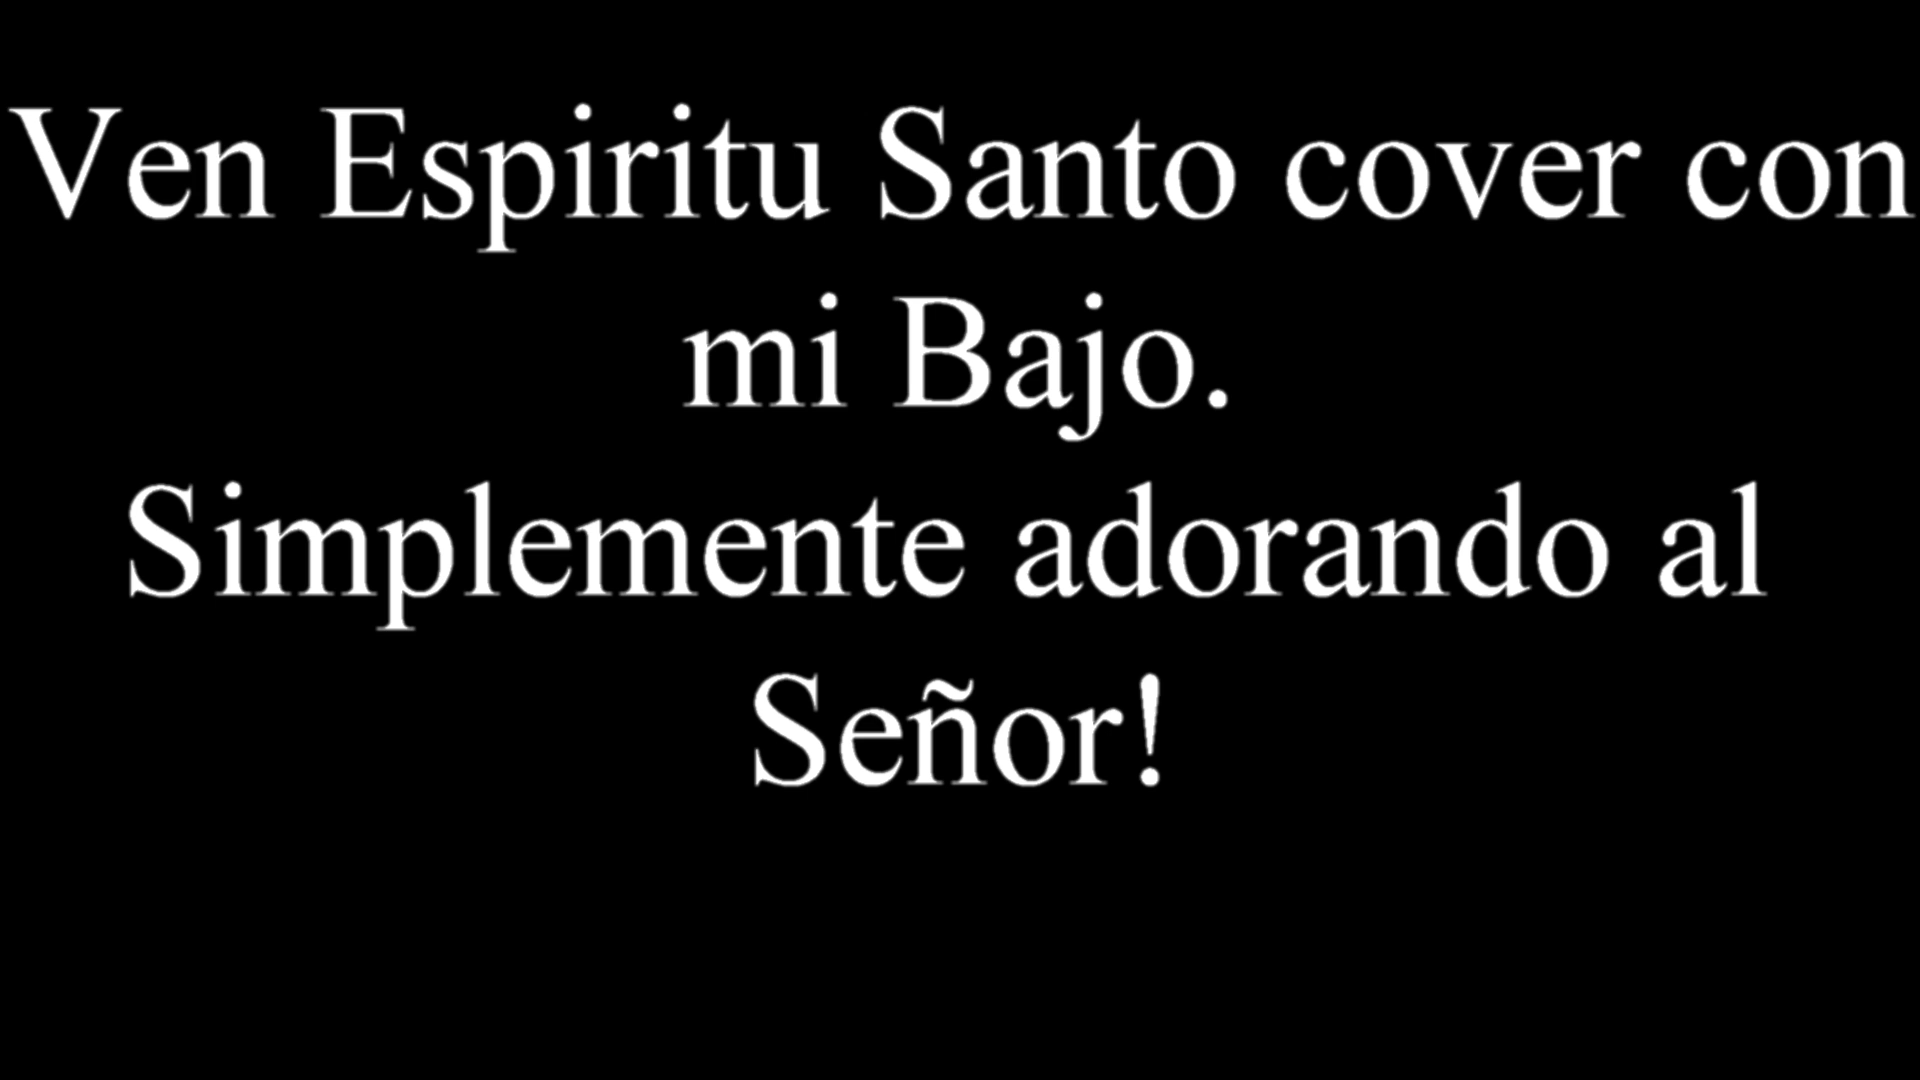 Ven Espiritu Santo cover con
mi Bajo.
Simplemente adorando al
Señor!